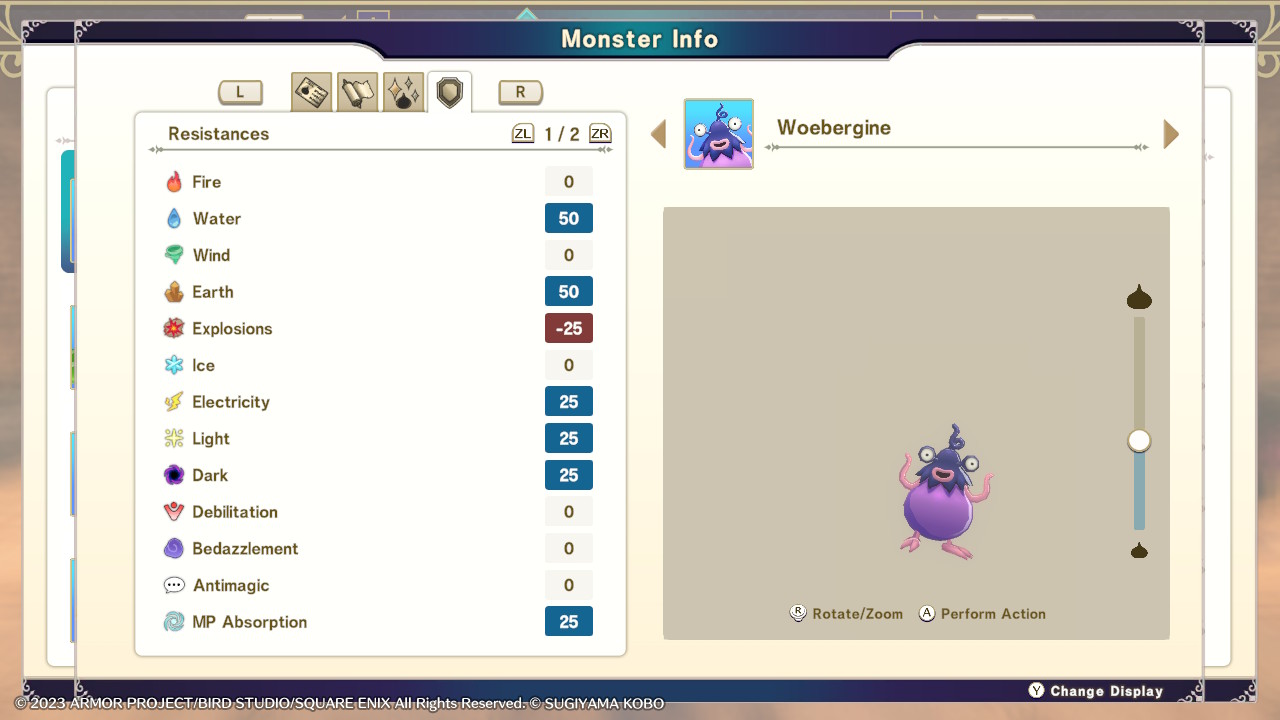 Monster Info
L
R
Resistances
ZL 1 / 2 ZR
Fire 0
Water 50
Wind 0
Earth 50
Explosions -25
Ice 0
Electricity 25
Light 25
Dark 25
Debilitation 0
Bedazzlement 0
Antimagic 0
MP Absorption 25
Woebergine
R Rotate/Zoom A Perform Action
Y Change Display
© 2023 ARMOR PROJECT/BIRD STUDIO/SQUARE ENIX All Rights Reserved. © SUGIYAMA KOBO